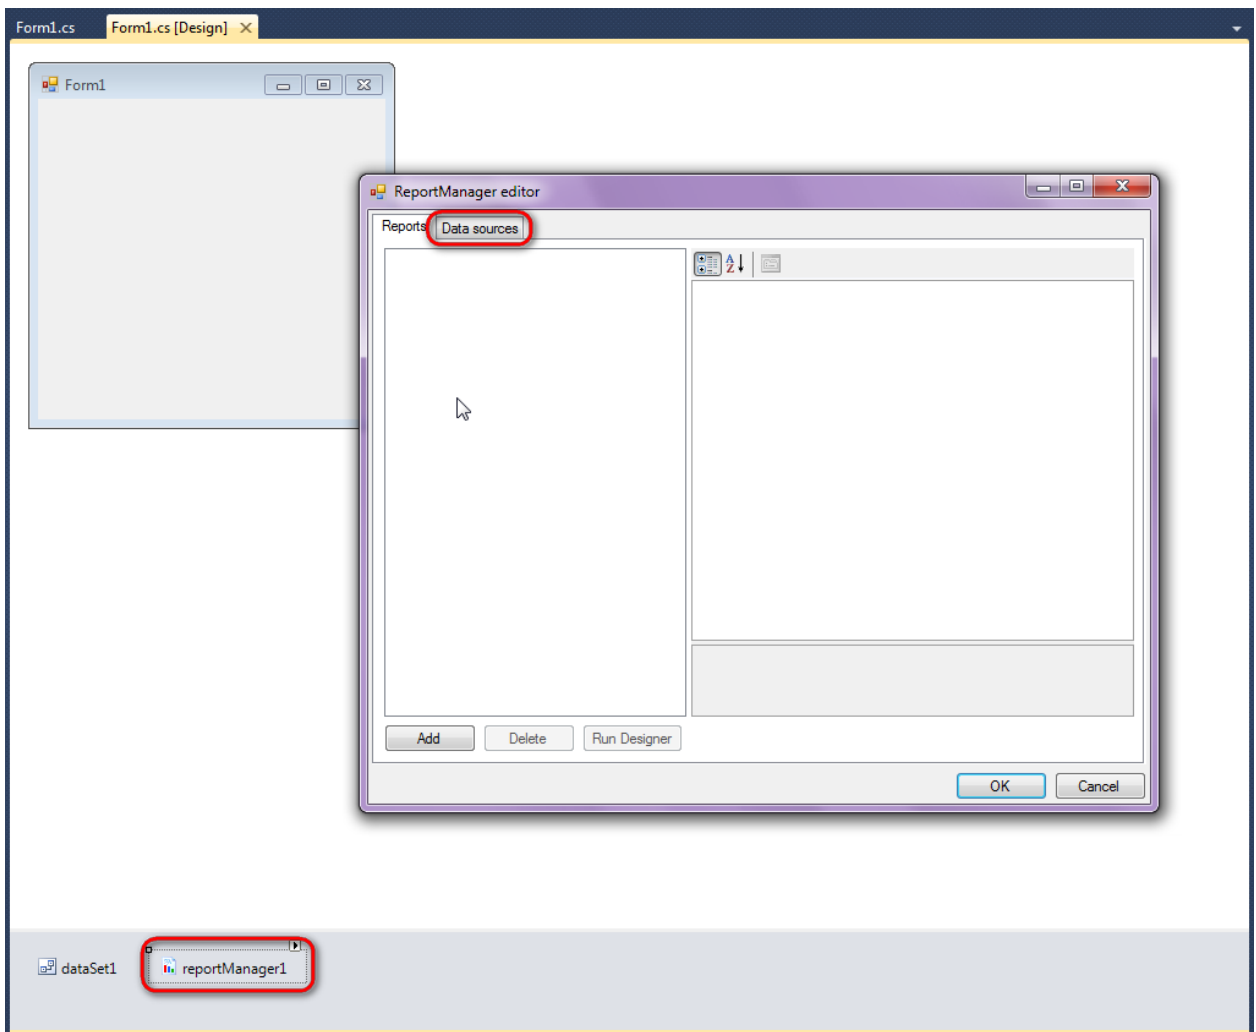 Form1.cs
Form1.cs [Design]
Form1
ReportManager editor
Reports
Data sources
A
Z
Add
Delete
Run Designer
OK
Cancel
dataSet1
reportManager1